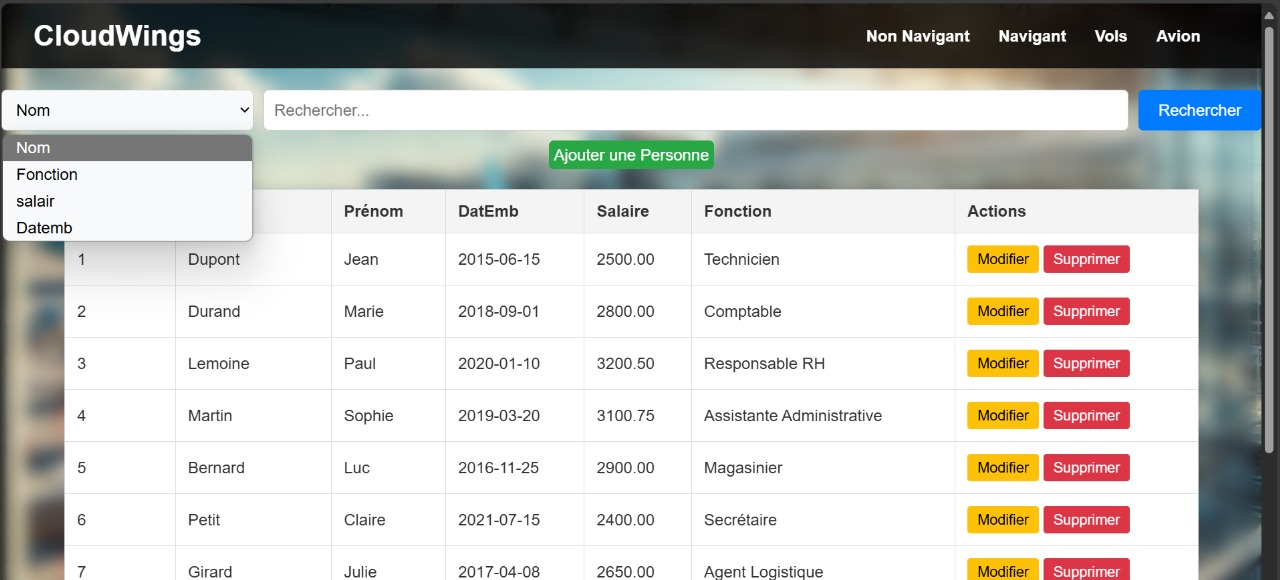 CloudWings Non Navigant Navigant Vols Avion
Nom Rechercher... Rechercher
Nom
Fonction
salair
Datemb
Ajouter une Personne
Prénom DatEmb Salaire Fonction Actions
1 Dupont Jean 2015-06-15 2500.00 Technicien Modifier Supprimer
2 Durand Marie 2018-09-01 2800.00 Comptable Modifier Supprimer
3 Lemoine Paul 2020-01-10 3200.50 Responsable RH Modifier Supprimer
4 Martin Sophie 2019-03-20 3100.75 Assistante Administrative Modifier Supprimer
5 Bernard Luc 2016-11-25 2900.00 Magasinier Modifier Supprimer
6 Petit Claire 2021-07-15 2400.00 Secrétaire Modifier Supprimer
7 Girard Julie 2017-04-08 2650.00 Agent Logistique Modifier Supprimer